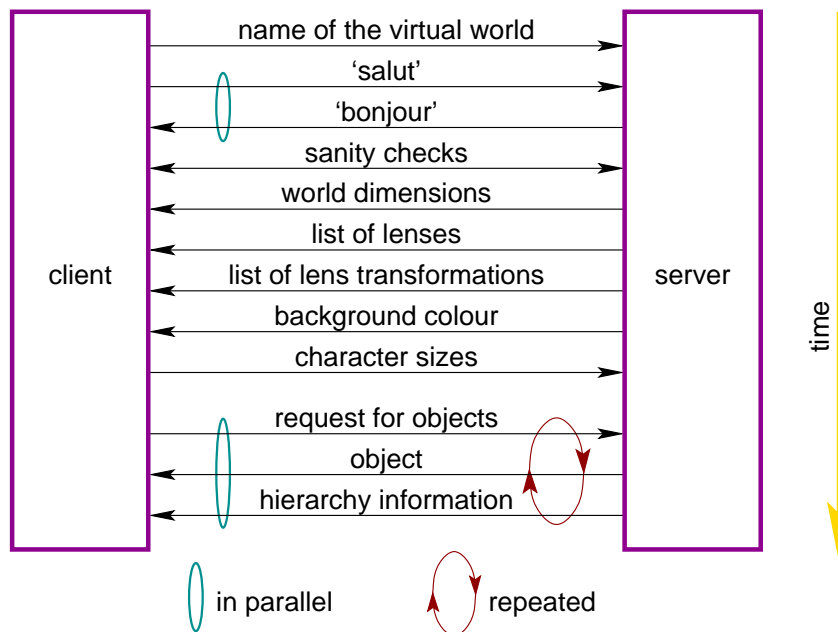 name of the virtual world
‘salut’
‘bonjour’
sanity checks
world dimensions
list of lenses
client
list of lens transformations
server
background colour
time
character sizes
request for objects
object
hierarchy information
in parallel
repeated